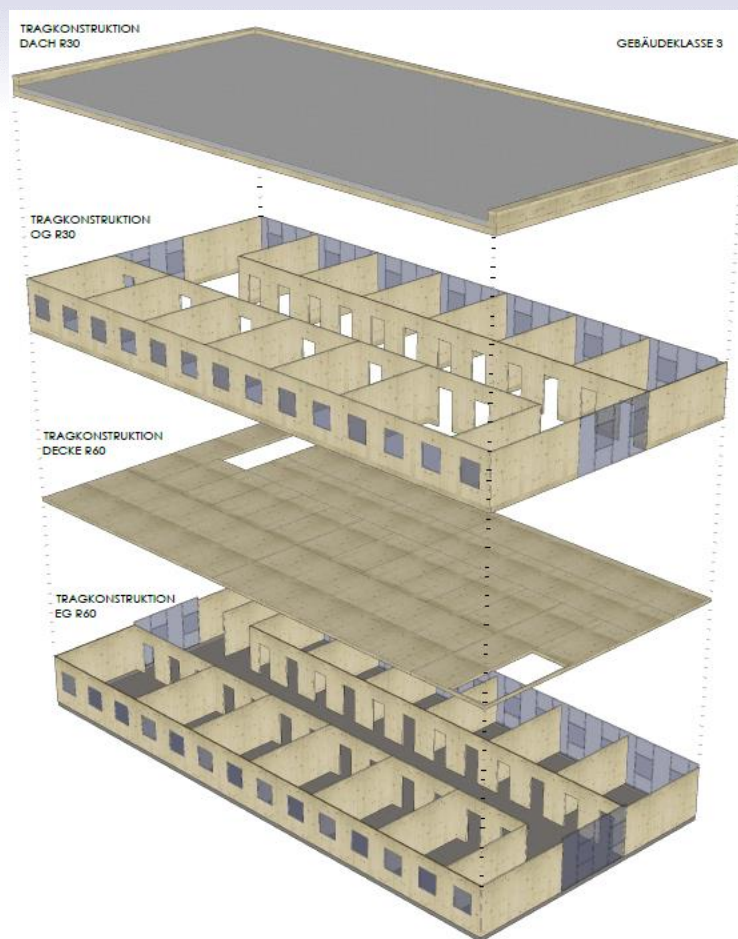 TRAGKONSTRUKTION
DACH R30
GEBÄUDEKLASSE 3
TRAGKONSTRUKTION
OG R30
TRAGKONSTRUKTION
DECKE R60
TRAGKONSTRUKTION
EG R60